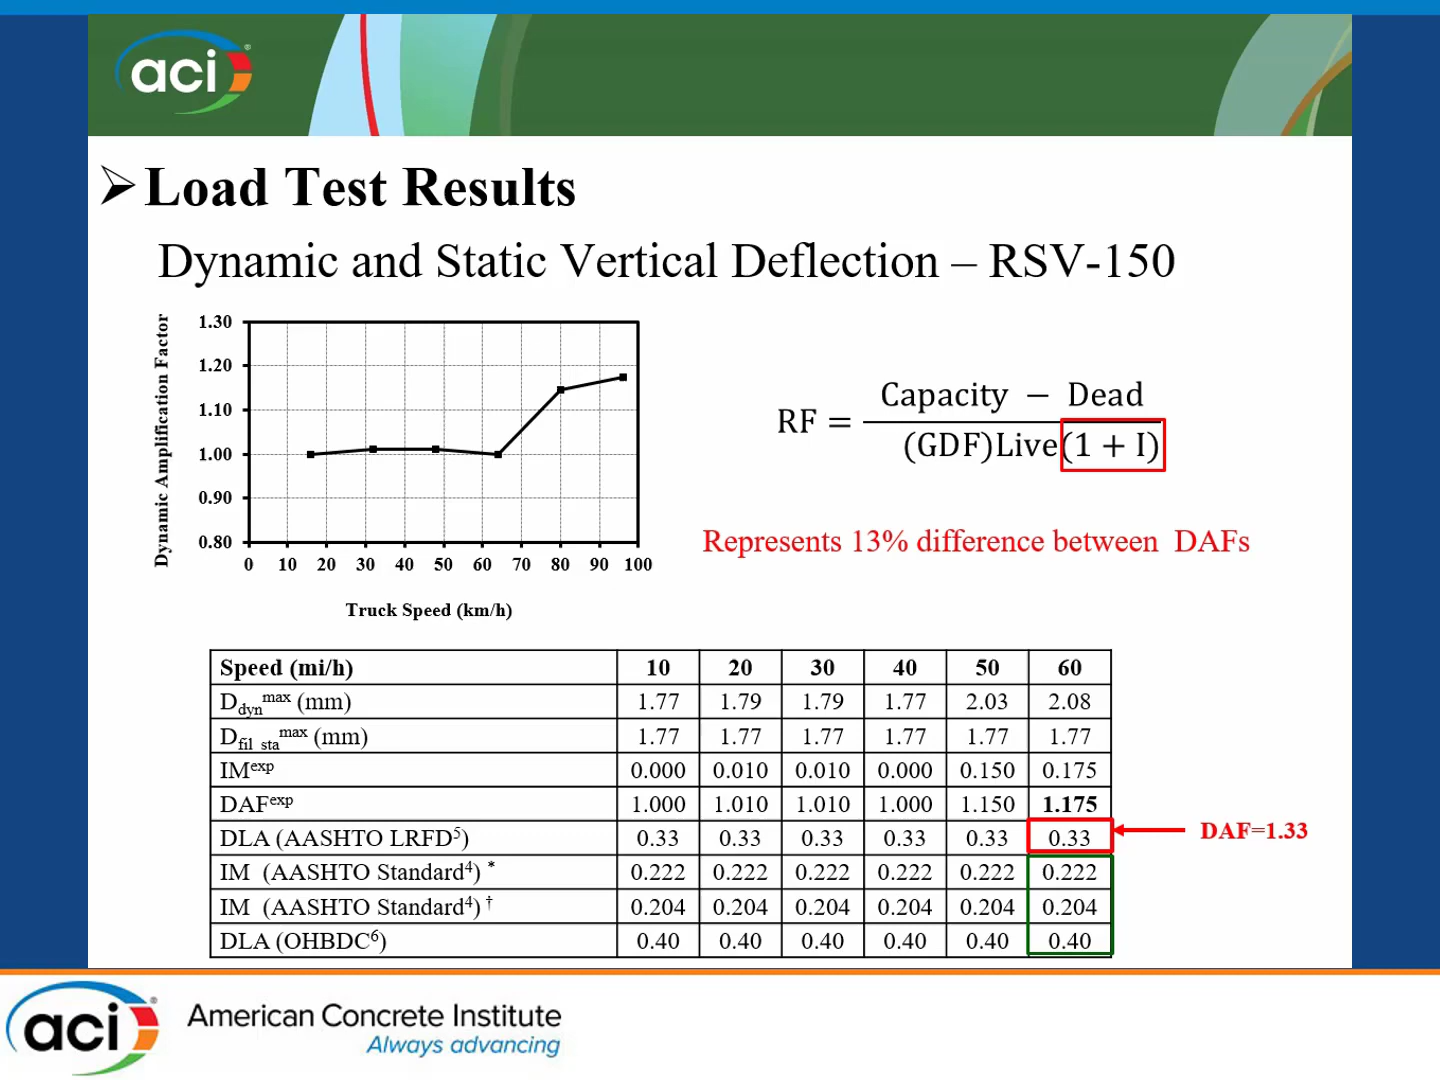 aci
Load Test Results
Dynamic and Static Vertical Deflection – RSV-150
Dynamic Amplification Factor
1.30
1.20
1.10
1.00
0.90
0.80
0 10 20 30 40 50 60 70 80 90 100
Truck Speed (km/h)
RF = Capacity − Dead / (GDF)Live(1 + I)
Represents 13% difference between DAFs
Speed (mi/h) 10 20 30 40 50 60
D_dyn^max (mm) 1.77 1.79 1.79 1.77 2.03 2.08
D_fil_sta^max (mm) 1.77 1.77 1.77 1.77 1.77 1.77
IM^exp 0.000 0.010 0.010 0.000 0.150 0.175
DAF^exp 1.000 1.010 1.010 1.000 1.150 1.175
DLA (AASHTO LRFD⁵) 0.33 0.33 0.33 0.33 0.33 0.33
DAF=1.33
IM (AASHTO Standard⁴) * 0.222 0.222 0.222 0.222 0.222 0.222
IM (AASHTO Standard⁴) † 0.204 0.204 0.204 0.204 0.204 0.204
DLA (OHBDC⁶) 0.40 0.40 0.40 0.40 0.40 0.40
aci
American Concrete Institute
Always advancing